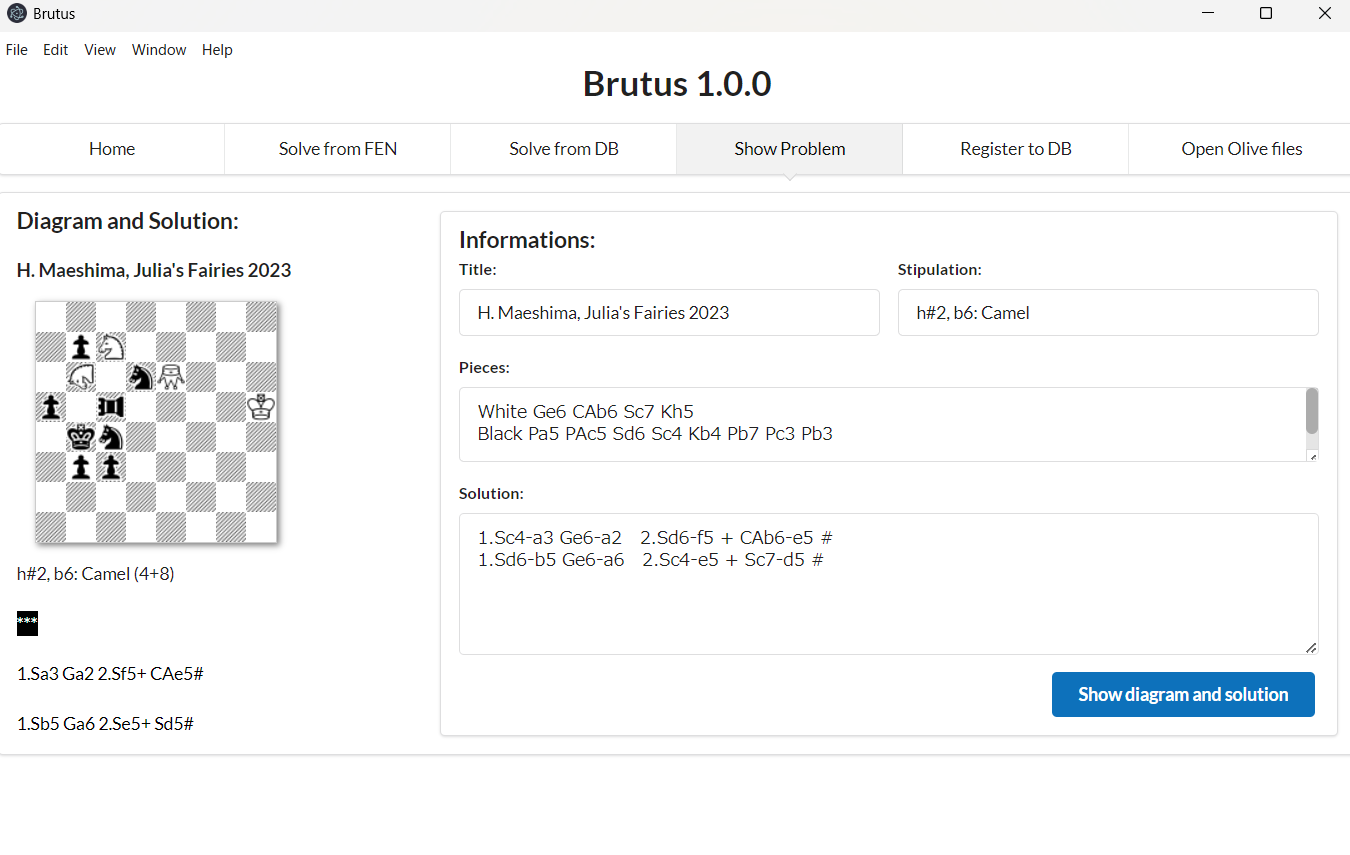 Brutus
File Edit View Window Help
Brutus 1.0.0
Home Solve from FEN Solve from DB Show Problem Register to DB Open Olive files
Diagram and Solution:
H. Maeshima, Julia's Fairies 2023
h#2, b6: Camel (4+8)
***
1.Sa3 Ga2 2.Sf5+ CAe5#
1.Sb5 Ga6 2.Se5+ Sd5#
Informations:
Title:
H. Maeshima, Julia's Fairies 2023
Stipulation:
h#2, b6: Camel
Pieces:
White Ge6 CAb6 Sc7 Kh5
Black Pa5 PAc5 Sd6 Sc4 Kb4 Pb7 Pc3 Pb3
Solution:
1.Sc4-a3 Ge6-a2 2.Sd6-f5 + CAb6-e5 #
1.Sd6-b5 Ge6-a6 2.Sc4-e5 + Sc7-d5 #
Show diagram and solution